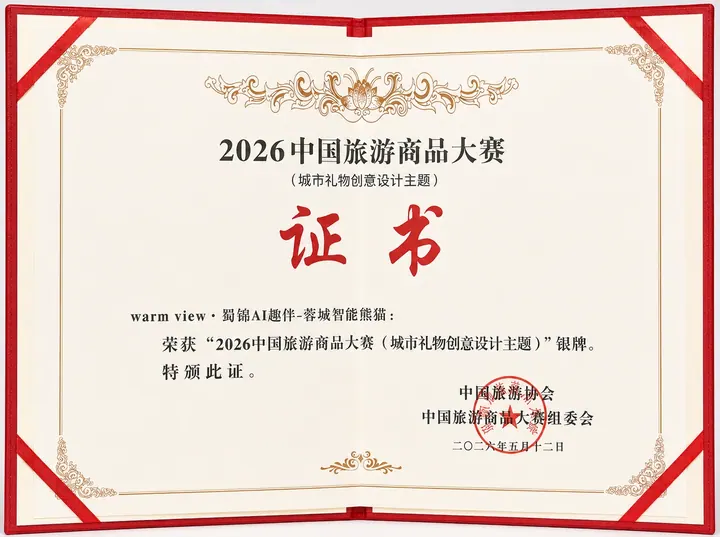 2026中国旅游商品大赛
（城市礼物创意设计主题）
证书
warm view·蜀锦AI趣伴-蓉城智能熊猫：
荣获“2026中国旅游商品大赛（城市礼物创意设计主题）”银牌。
特颁此证。
中国旅游协会
中国旅游商品大赛组委会
二〇二六年五月十二日